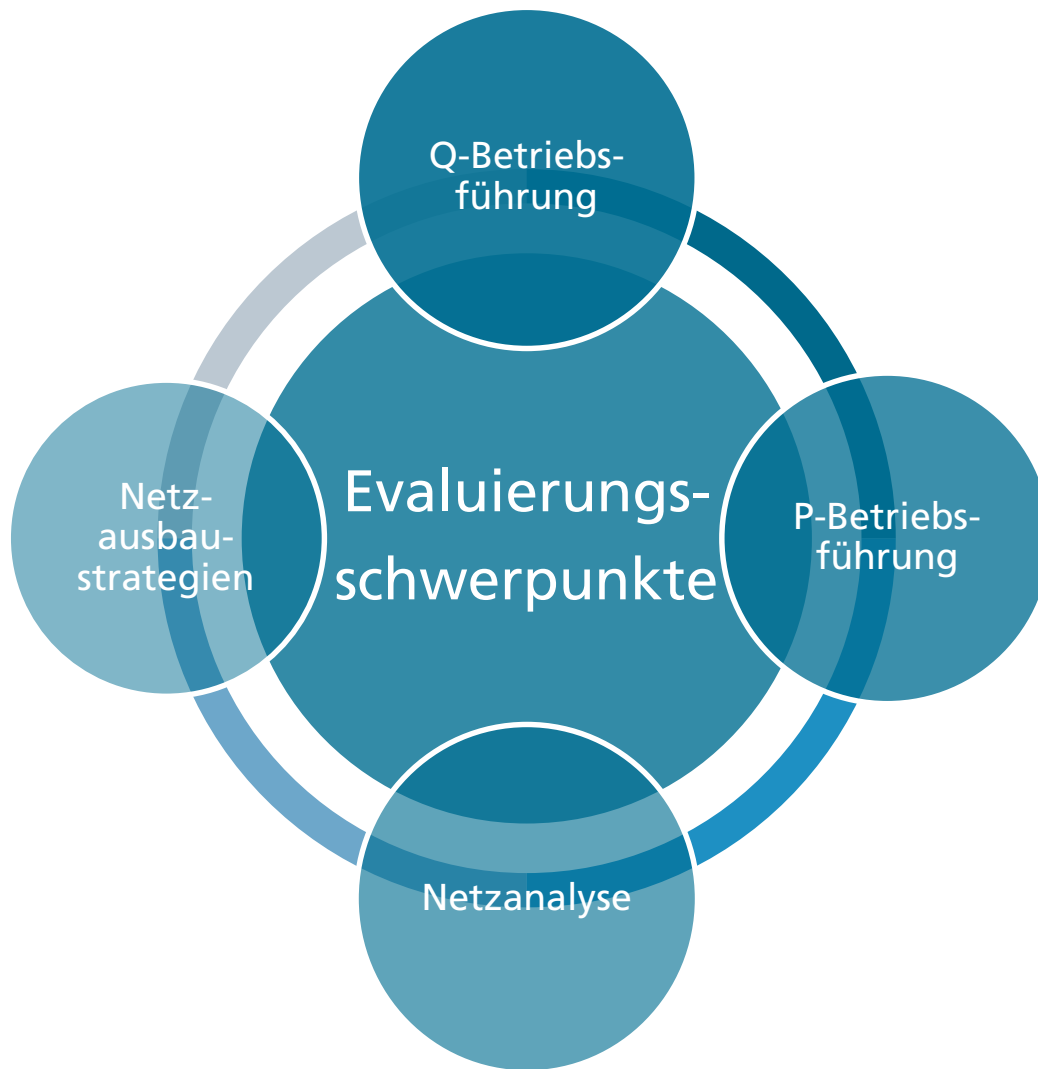 Q-Betriebs-
führung
Evaluierungs-
schwerpunkte
Netz-
ausbau-
strategien
P-Betriebs-
führung
Netzanalyse